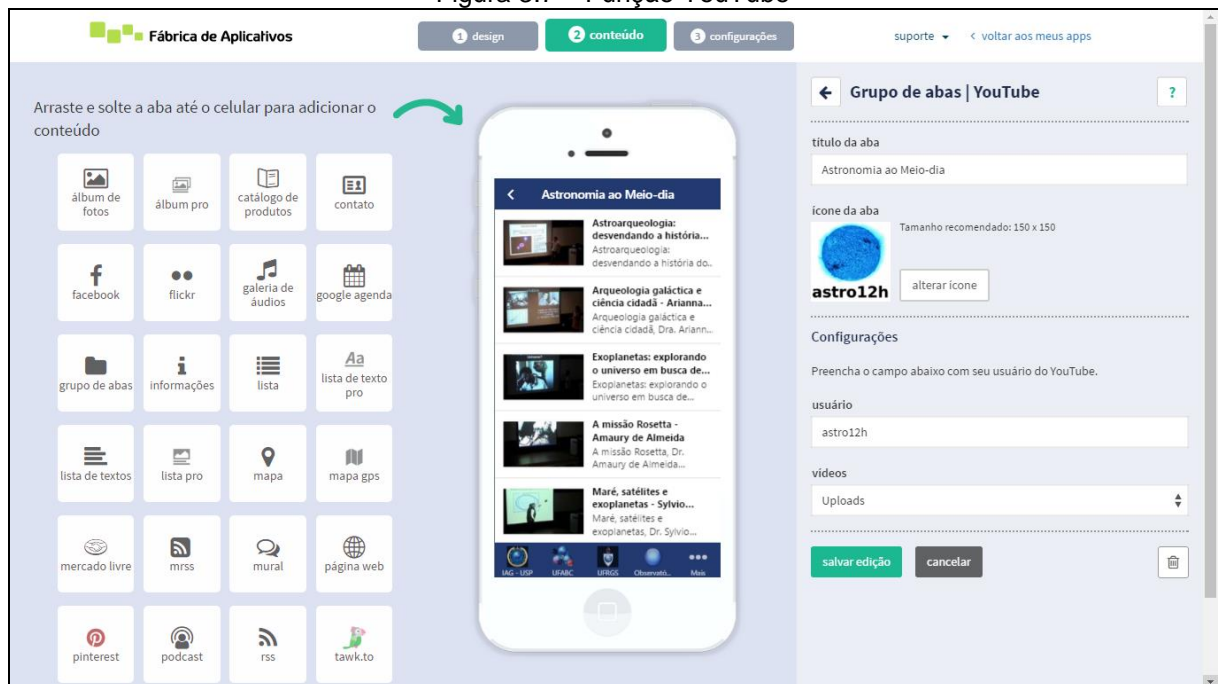 Fábrica de Aplicativos
1 design
2 conteúdo
3 configurações
suporte
voltar aos meus apps
Arraste e solte a aba até o celular para adicionar o
conteúdo
álbum de
fotos
álbum pro
catálogo de
produtos
contato
facebook
flickr
galeria de
áudios
google agenda
grupo de abas
informações
lista
Aa
lista de texto
pro
lista de textos
lista pro
mapa
mapa gps
mercado livre
mrss
mural
página web
pinterest
podcast
rss
tawk.to
Astronomia ao Meio-dia
Astroarqueologia:
desvendando a história...
Astroarqueologia:
desvendando a história do..
Arqueologia galáctica e
ciência cidadã - Arianna...
Arqueologia galáctica e
ciência cidadã, Dra. Ariann...
Exoplanetas: explorando
o universo em busca de...
Exoplanetas: explorando o
universo em busca de...
A missão Rosetta -
Amaury de Almeida
A missão Rosetta, Dr.
Amaury de Almeida...
Maré, satélites e
exoplanetas - Sylvio...
Maré, satélites e
exoplanetas, Dr. Sylvio...
IAG - USP
UFABC
UFRGS
Observató..
Mais
Grupo de abas | YouTube
?
título da aba
Astronomia ao Meio-dia
ícone da aba
Tamanho recomendado: 150 x 150
astro12h
alterar ícone
Configurações
Preencha o campo abaixo com seu usuário do YouTube.
usuário
astro12h
vídeos
Uploads
salvar edição
cancelar